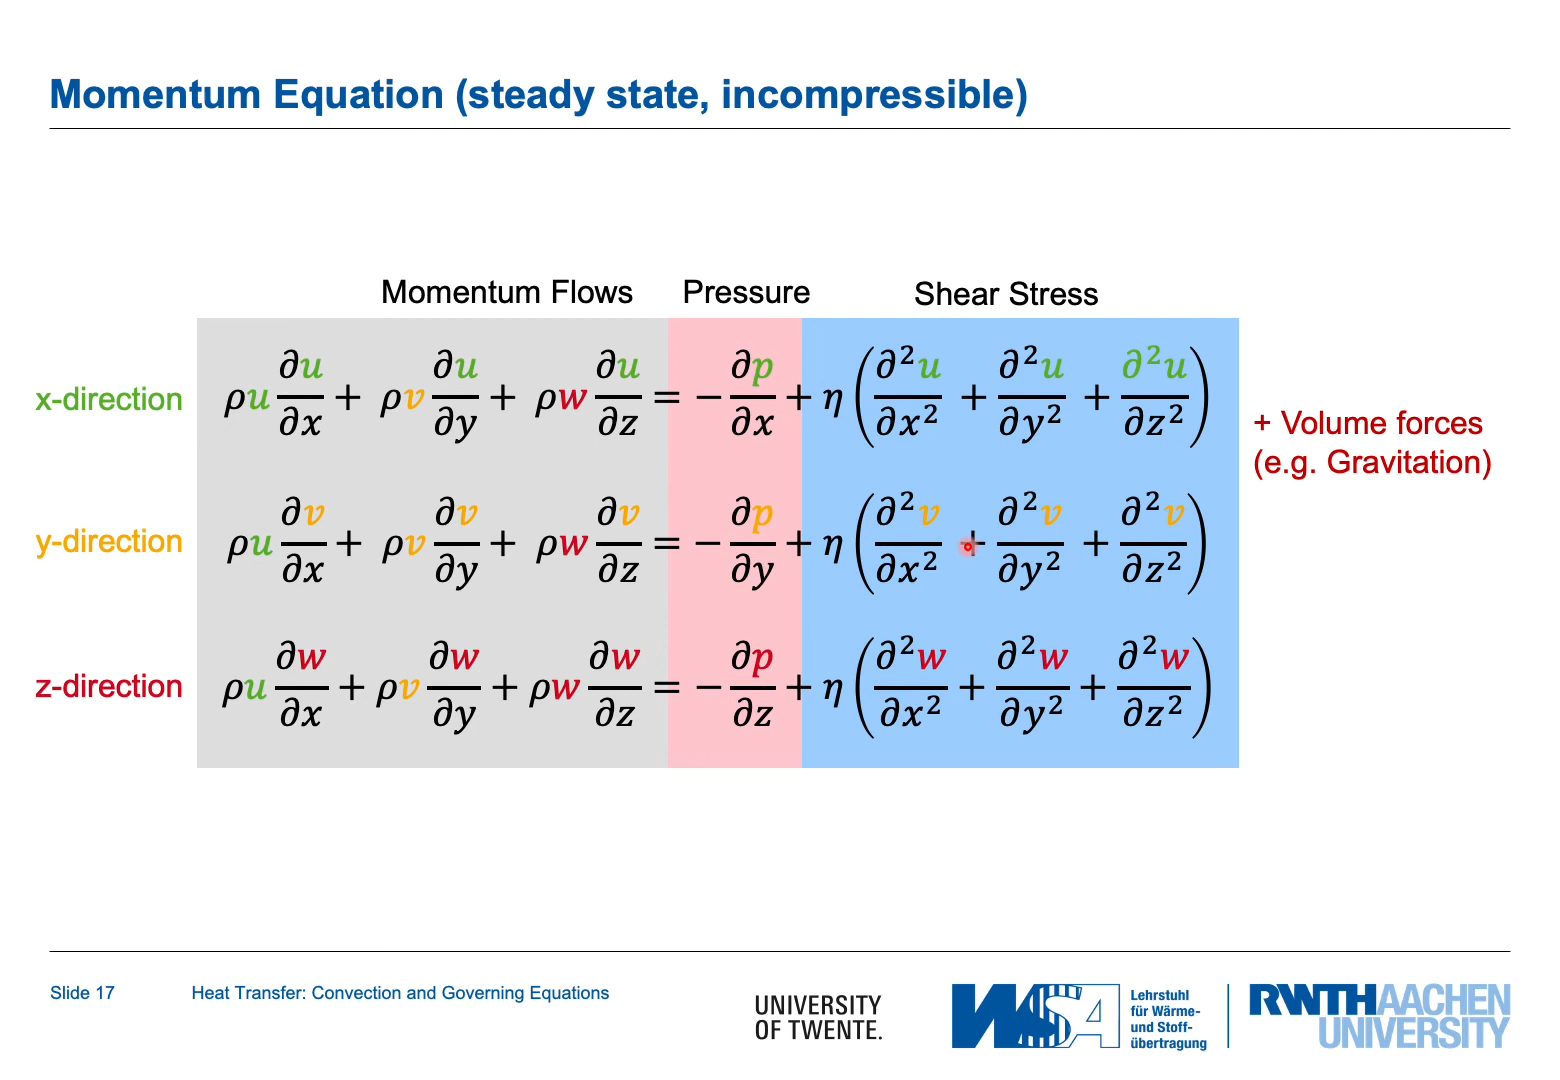 Momentum Equation (steady state, incompressible)
Momentum Flows Pressure Shear Stress
x-direction ρu ∂u/∂x + ρv ∂u/∂y + ρw ∂u/∂z = − ∂p/∂x + η (∂²u/∂x² + ∂²u/∂y² + ∂²u/∂z²)
+ Volume forces
(e.g. Gravitation)
y-direction ρu ∂v/∂x + ρv ∂v/∂y + ρw ∂v/∂z = − ∂p/∂y + η (∂²v/∂x² + ∂²v/∂y² + ∂²v/∂z²)
z-direction ρu ∂w/∂x + ρv ∂w/∂y + ρw ∂w/∂z = − ∂p/∂z + η (∂²w/∂x² + ∂²w/∂y² + ∂²w/∂z²)
Slide 17 Heat Transfer: Convection and Governing Equations
UNIVERSITY
OF TWENTE.
WSA
Lehrstuhl
für Wärme-
und Stoff-
übertragung
RWTHAACHEN
UNIVERSITY